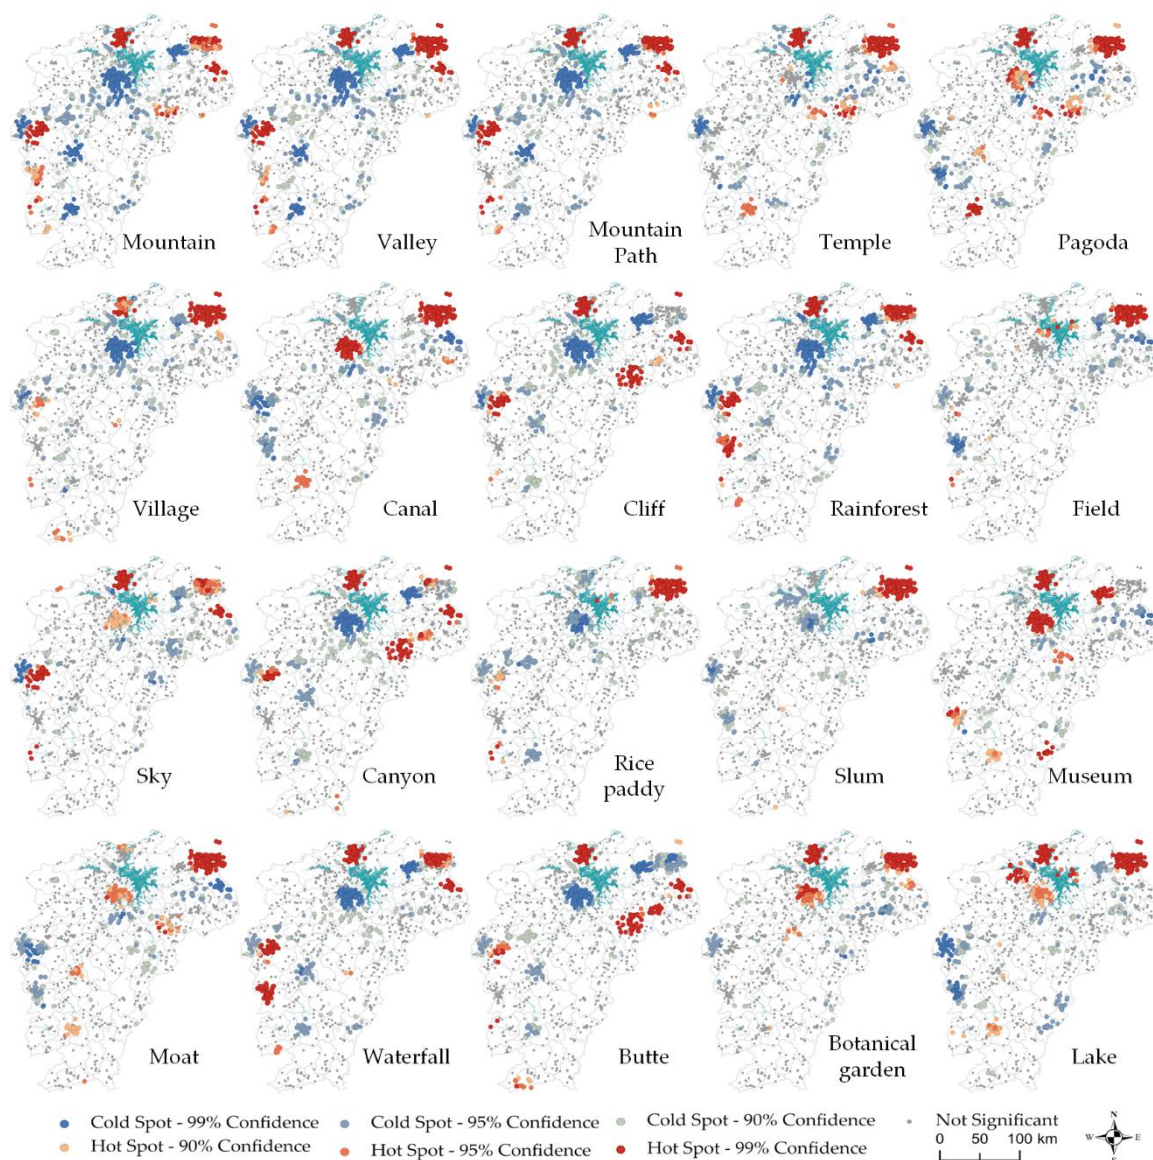 Mountain
Valley
Mountain
Path
Temple
Pagoda
Village
Canal
Cliff
Rainforest
Field
Sky
Canyon
Rice
paddy
Slum
Museum
Moat
Waterfall
Butte
Botanical
garden
Lake
Cold Spot - 99% Confidence
Cold Spot - 95% Confidence
Cold Spot - 90% Confidence
Not Significant
Hot Spot - 90% Confidence
Hot Spot - 95% Confidence
Hot Spot - 99% Confidence
0 50 100 km
N
W E
S